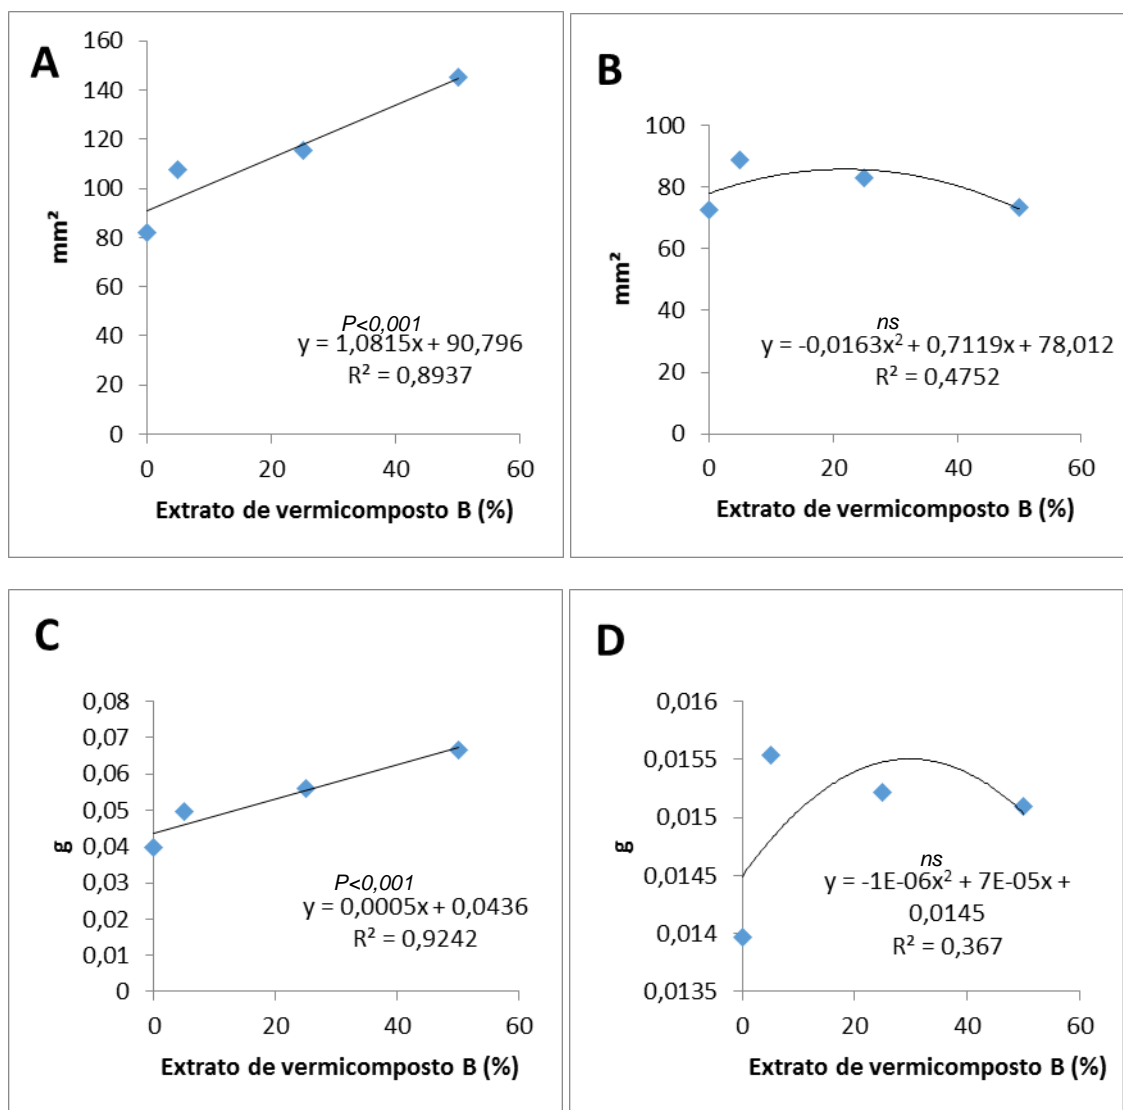 A
160
140
120
100
80
60
40
20
0
mm²
P<0,001
y = 1,0815x + 90,796
R² = 0,8937
0 20 40 60
Extrato de vermicomposto B (%)
B
100
80
60
40
20
0
mm²
ns
y = -0,0163x² + 0,7119x + 78,012
R² = 0,4752
0 20 40 60
Extrato de vermicomposto B (%)
C
0,08
0,07
0,06
0,05
0,04
0,03
0,02
0,01
0
g
P<0,001
y = 0,0005x + 0,0436
R² = 0,9242
0 20 40 60
Extrato de vermicomposto B (%)
D
0,016
0,0155
0,015
0,0145
0,014
0,0135
g
ns
y = -1E-06x² + 7E-05x +
0,0145
R² = 0,367
0 20 40 60
Extrato de vermicomposto B (%)